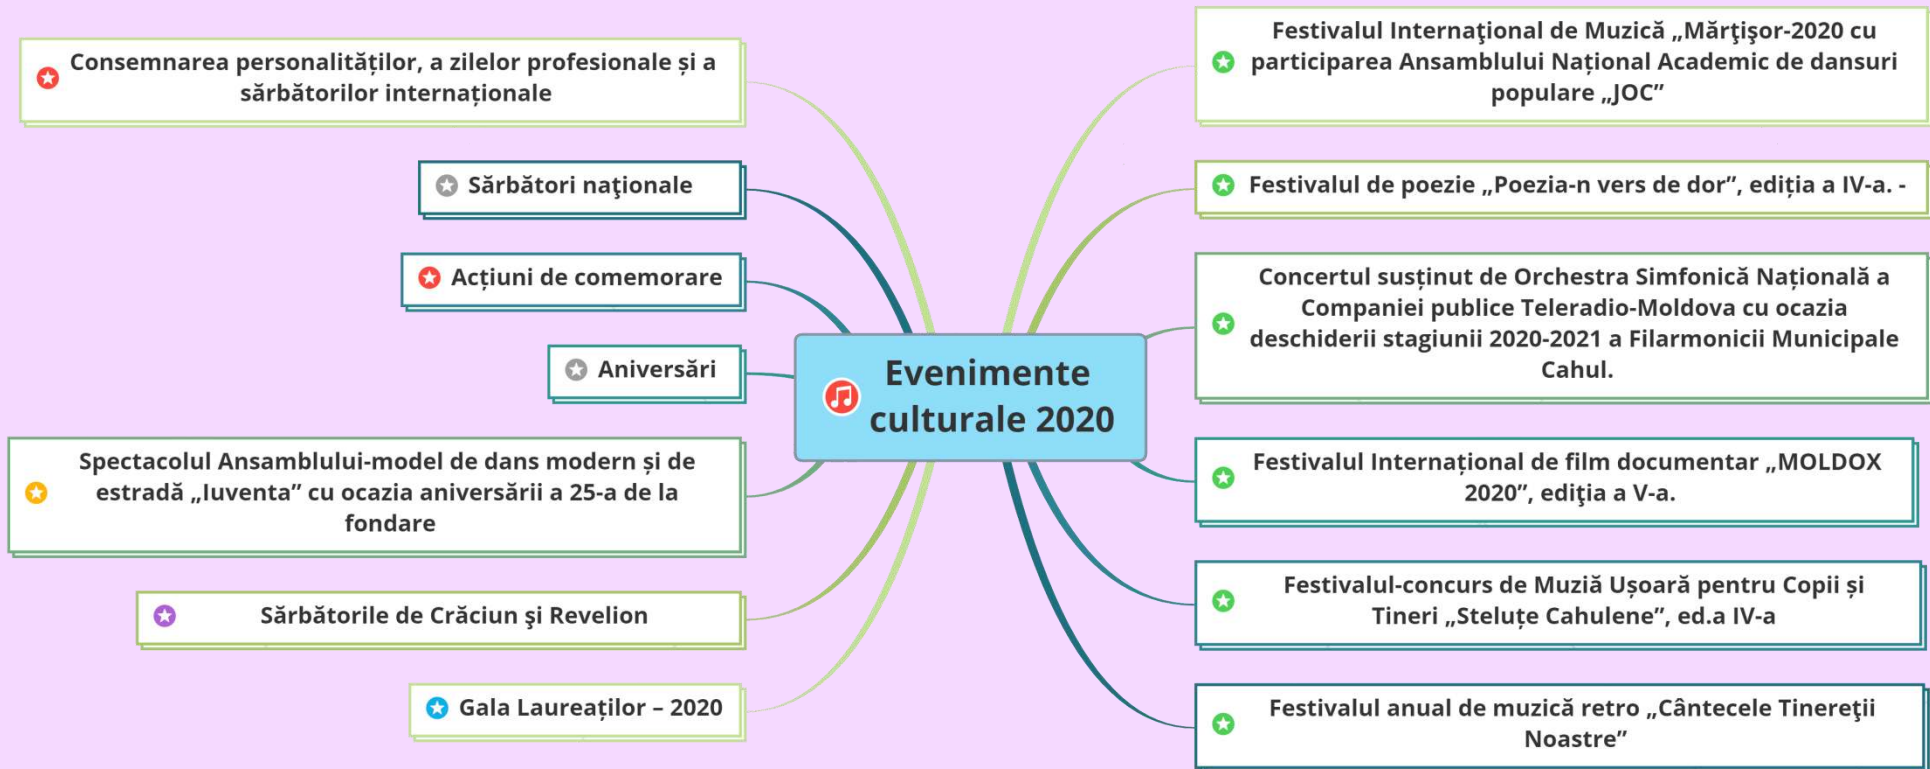 Evenimente
culturale 2020
Festivalul Internaţional de Muzică „Mărţişor-2020 cu
participarea Ansamblului Național Academic de dansuri
populare „JOC”
Festivalul de poezie „Poezia-n vers de dor”, ediția a IV-a. -
Concertul susținut de Orchestra Simfonică Națională a
Companiei publice Teleradio-Moldova cu ocazia
deschiderii stagiunii 2020-2021 a Filarmonicii Municipale
Cahul.
Festivalul Internațional de film documentar „MOLDOX
2020”, ediţia a V-a.
Festivalul-concurs de Muziă Ușoară pentru Copii și
Tineri „Steluțe Cahulene”, ed.a IV-a
Festivalul anual de muzică retro „Cântecele Tinereţii
Noastre”
Consemnarea personalităților, a zilelor profesionale și a
sărbătorilor internaționale
Sărbători naţionale
Acțiuni de comemorare
Aniversări
Spectacolul Ansamblului-model de dans modern și de
estradă „Iuventa” cu ocazia aniversării a 25-a de la
fondare
Sărbătorile de Crăciun şi Revelion
Gala Laureaților – 2020